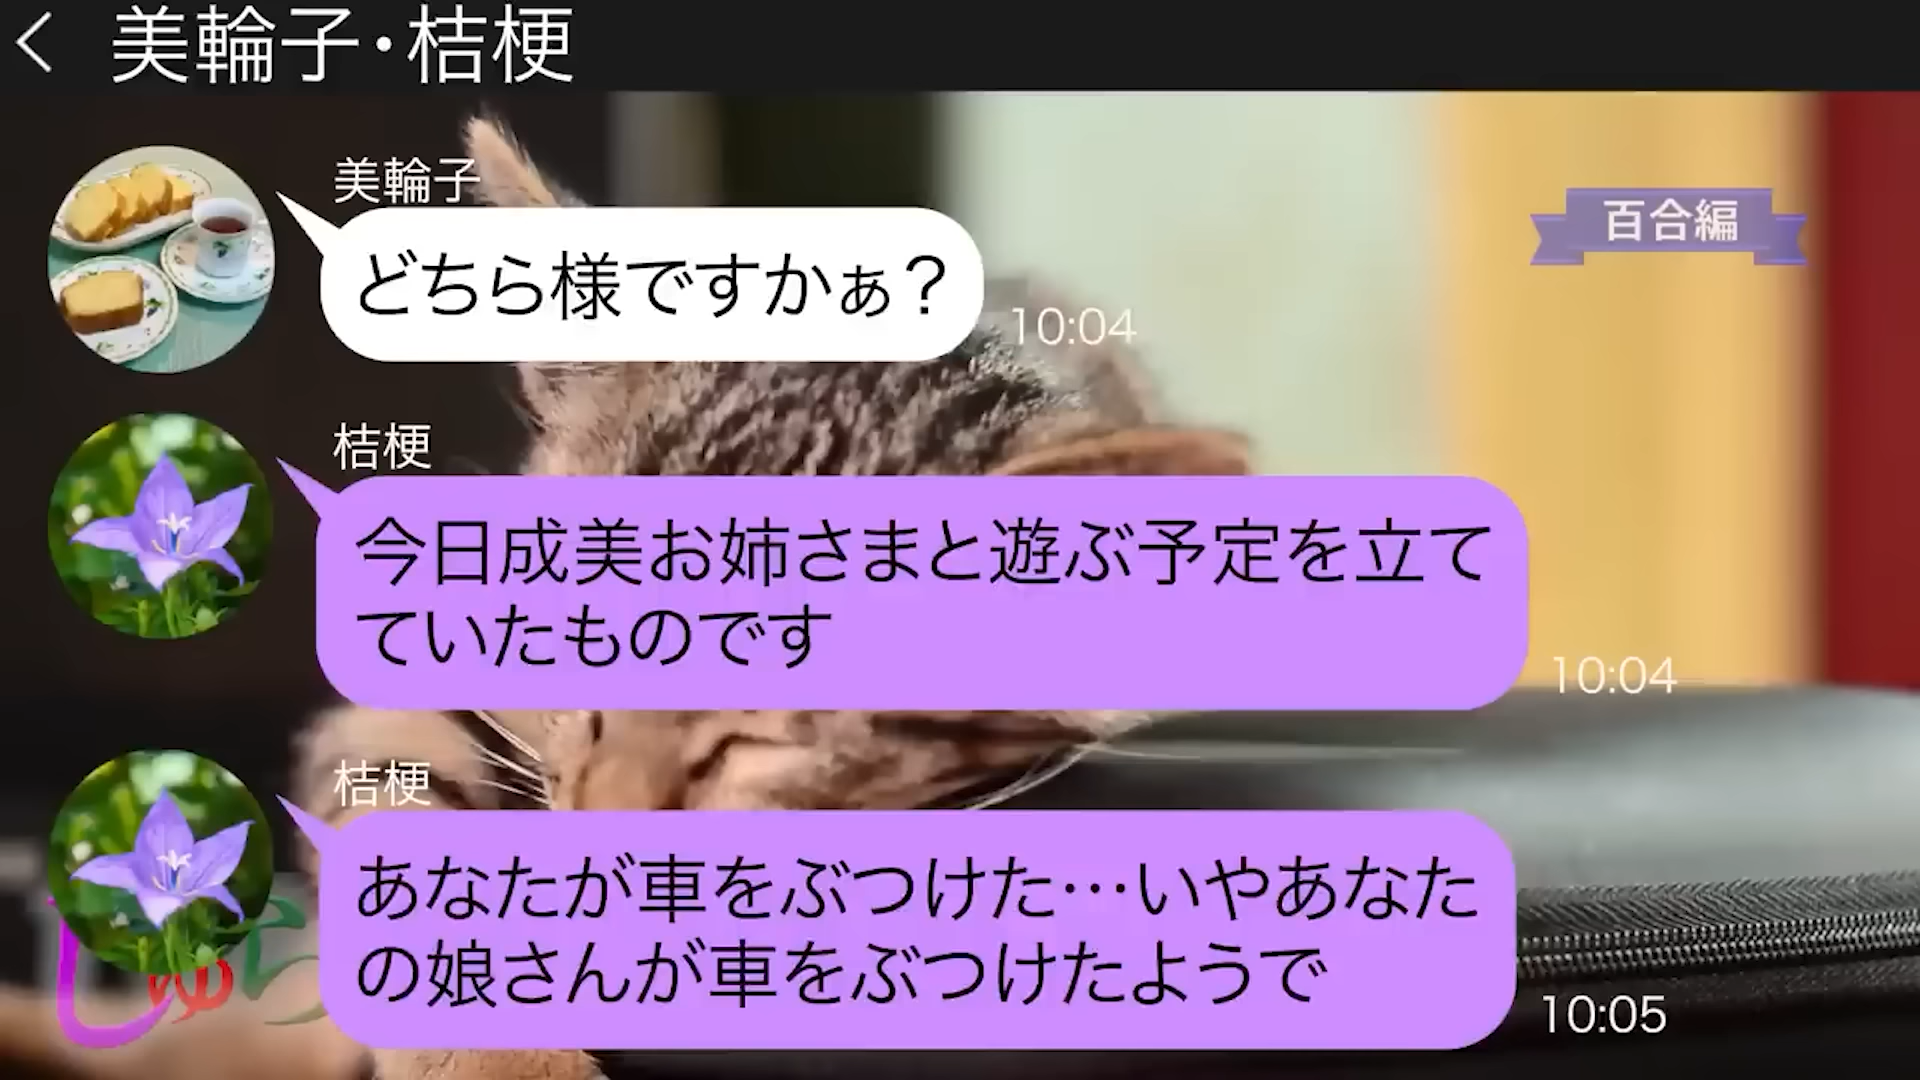 美輪子・桔梗
百合編
美輪子
どちら様ですかぁ？
10:04
桔梗
今日成美お姉さまと遊ぶ予定を立て
ていたものです
10:04
桔梗
あなたが車をぶつけた…いやあなた
の娘さんが車をぶつけたようで
10:05